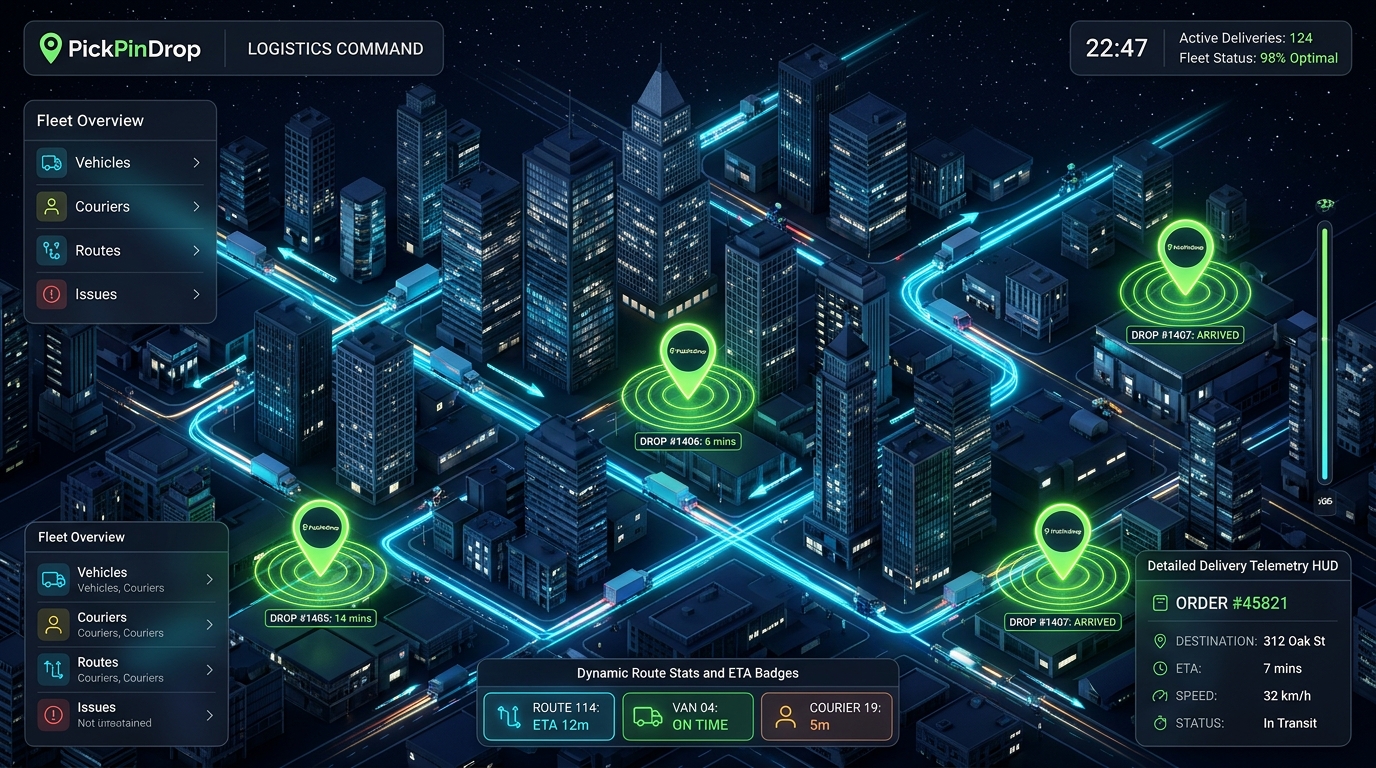 PickPinDrop
LOGISTICS COMMAND
22:47
Active Deliveries: 124
Fleet Status: 98% Optimal
Fleet Overview
Vehicles
Couriers
Routes
Issues
DROP #1407: ARRIVED
DROP #1406: 6 mins
DROP #1465: 14 mins
DROP #1407: ARRIVED
Fleet Overview
Vehicles
Vehicles, Couriers
Couriers
Couriers, Couriers
Routes
Couriers, Couriers
Issues
Not
Dynamic Route Stats and ETA Badges
ROUTE 114:
ETA 12m
VAN 04:
ON TIME
COURIER 19:
5m
Detailed Delivery Telemetry HUD
ORDER #45821
DESTINATION: 312 Oak St
ETA: 7 mins
SPEED: 32 km/h
STATUS: In Transit